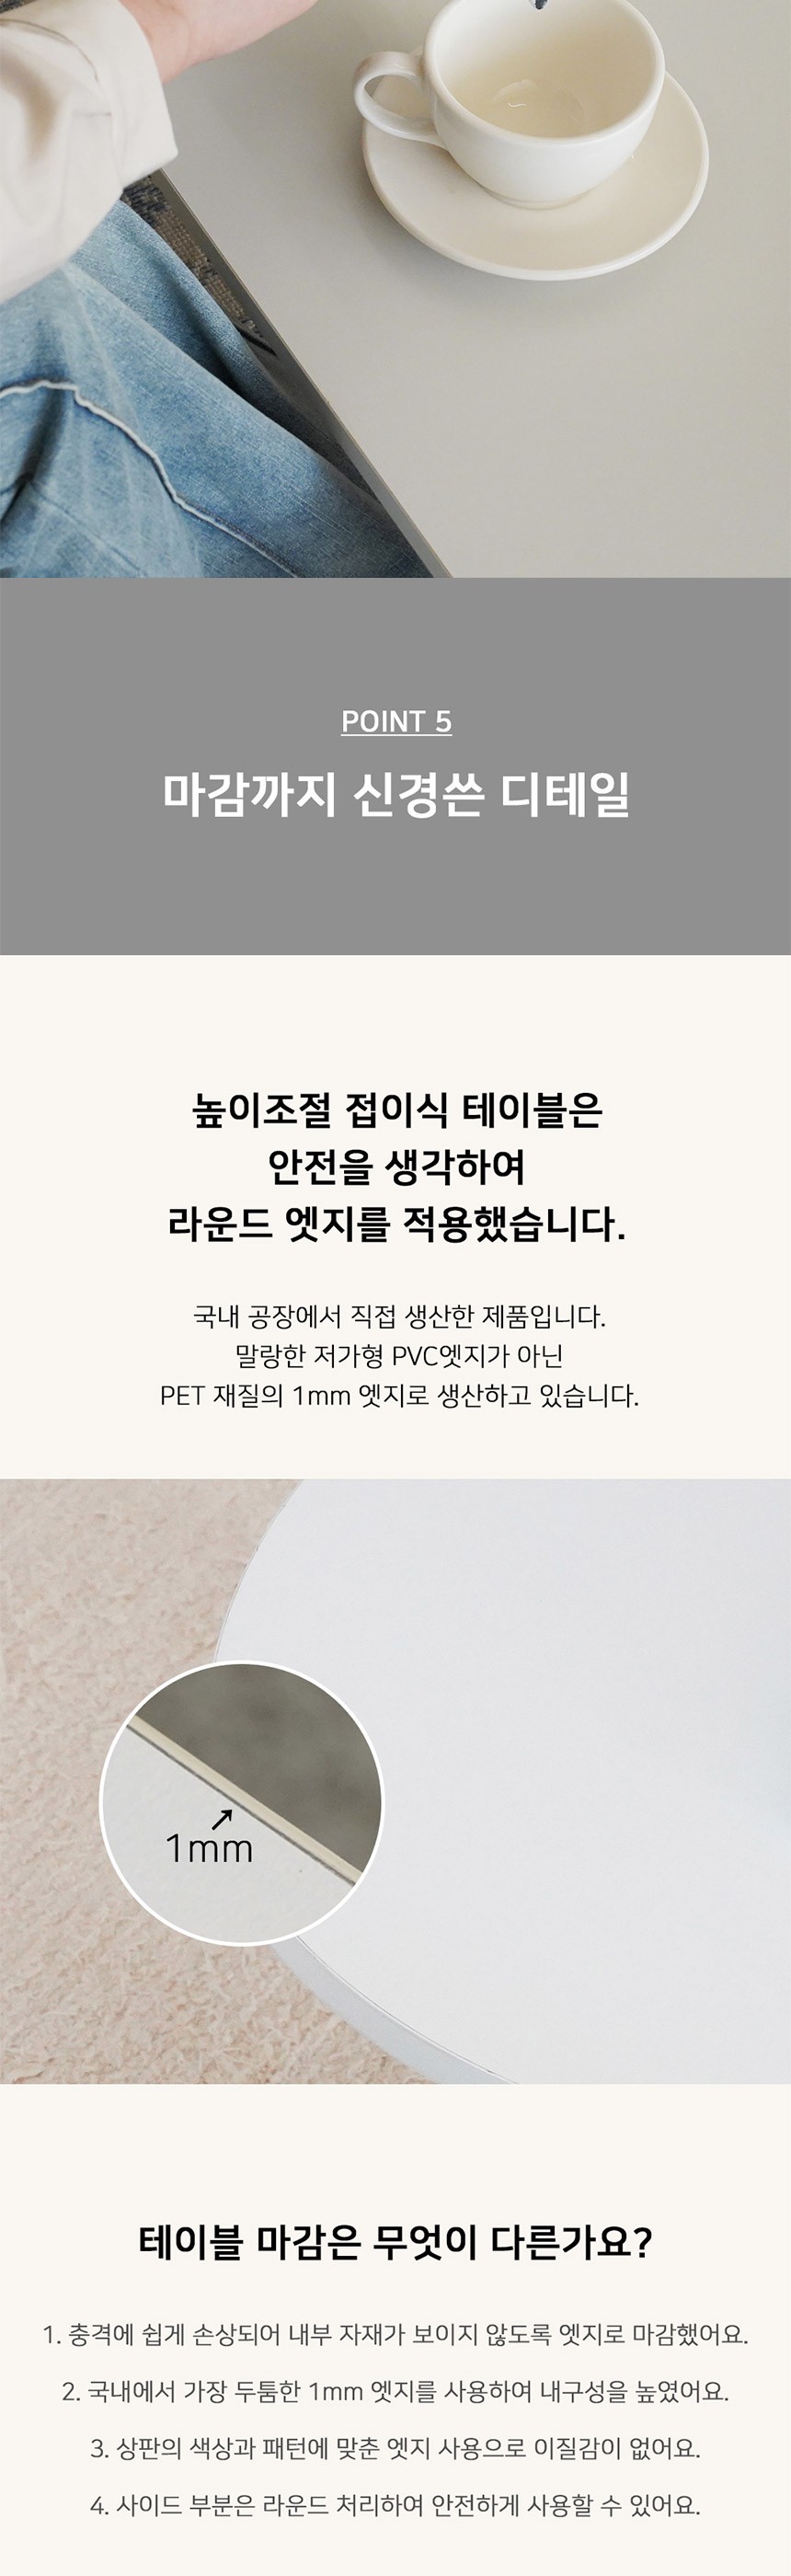 POINT 5
마감까지 신경쓴 디테일
높이조절 접이식 테이블은
안전을 생각하여
라운드 엣지를 적용했습니다.
국내 공장에서 직접 생산한 제품입니다.
말랑한 저가형 PVC엣지가 아닌
PET 재질의 1mm 엣지로 생산하고 있습니다.
1mm
테이블 마감은 무엇이 다른가요?
1. 충격에 쉽게 손상되어 내부 자재가 보이지 않도록 엣지로 마감했어요.
2. 국내에서 가장 두툼한 1mm 엣지를 사용하여 내구성을 높였어요.
3. 상판의 색상과 패턴에 맞춘 엣지 사용으로 이질감이 없어요.
4. 사이드 부분은 라운드 처리하여 안전하게 사용할 수 있어요.